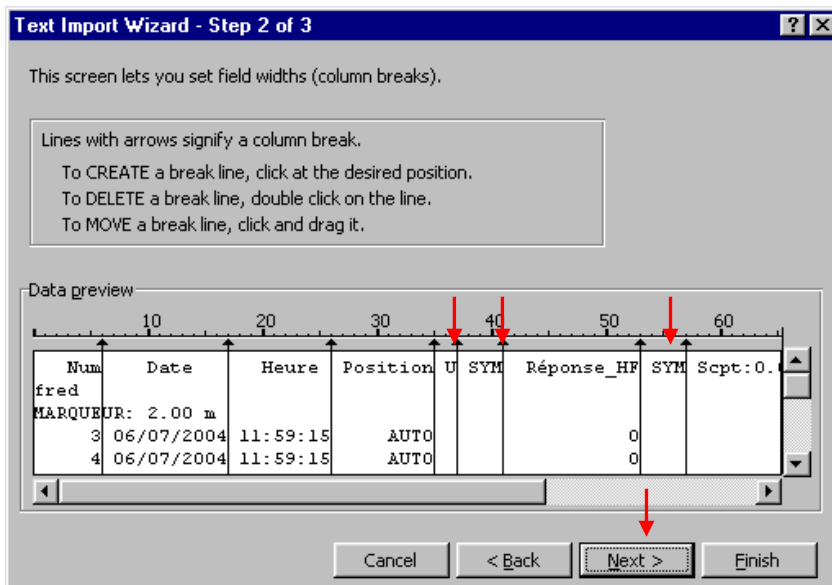 Text Import Wizard - Step 2 of 3
This screen lets you set field widths (column breaks).
Lines with arrows signify a column break.
To CREATE a break line, click at the desired position.
To DELETE a break line, double click on the line.
To MOVE a break line, click and drag it.
Data preview
10 20 30 40 50 60
Num Date Heure Position U SYM Réponse_HF SYM Scpt:0.
fred
MARQUEUR: 2.00 m
3 06/07/2004 11:59:15 AUTO 0
4 06/07/2004 11:59:15 AUTO 0
Cancel < Back Next > Finish